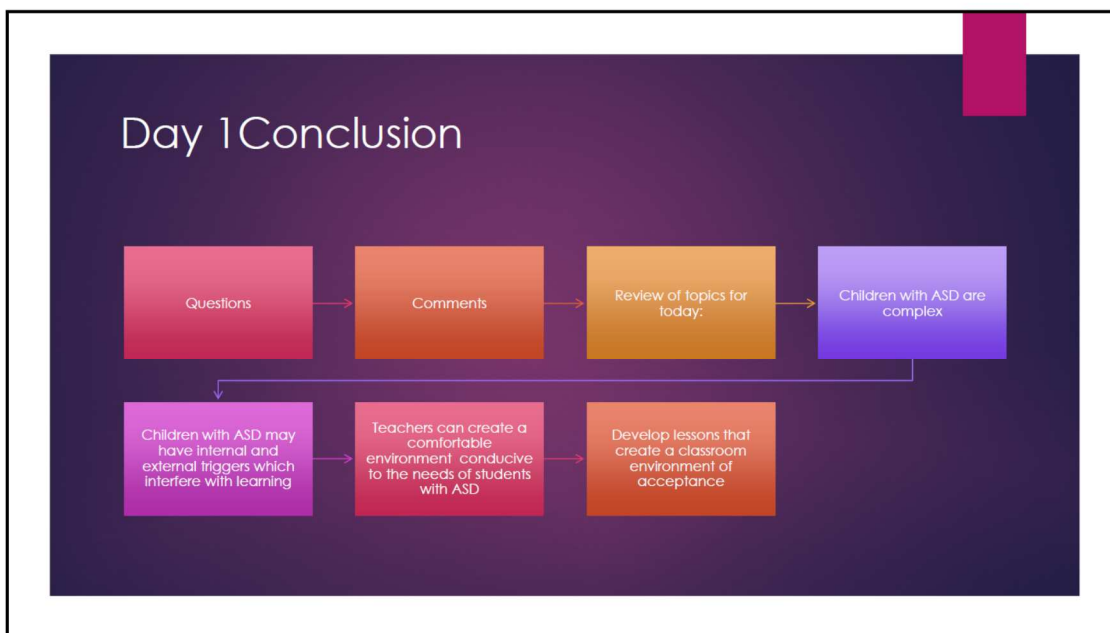 Day 1Conclusion
Questions
Comments
Review of topics for
today:
Children with ASD are
complex
Children with ASD may
have internal and
external triggers which
interfere with learning
Teachers can create a
comfortable
environment conducive
to the needs of students
with ASD
Develop lessons that
create a classroom
environment of
acceptance